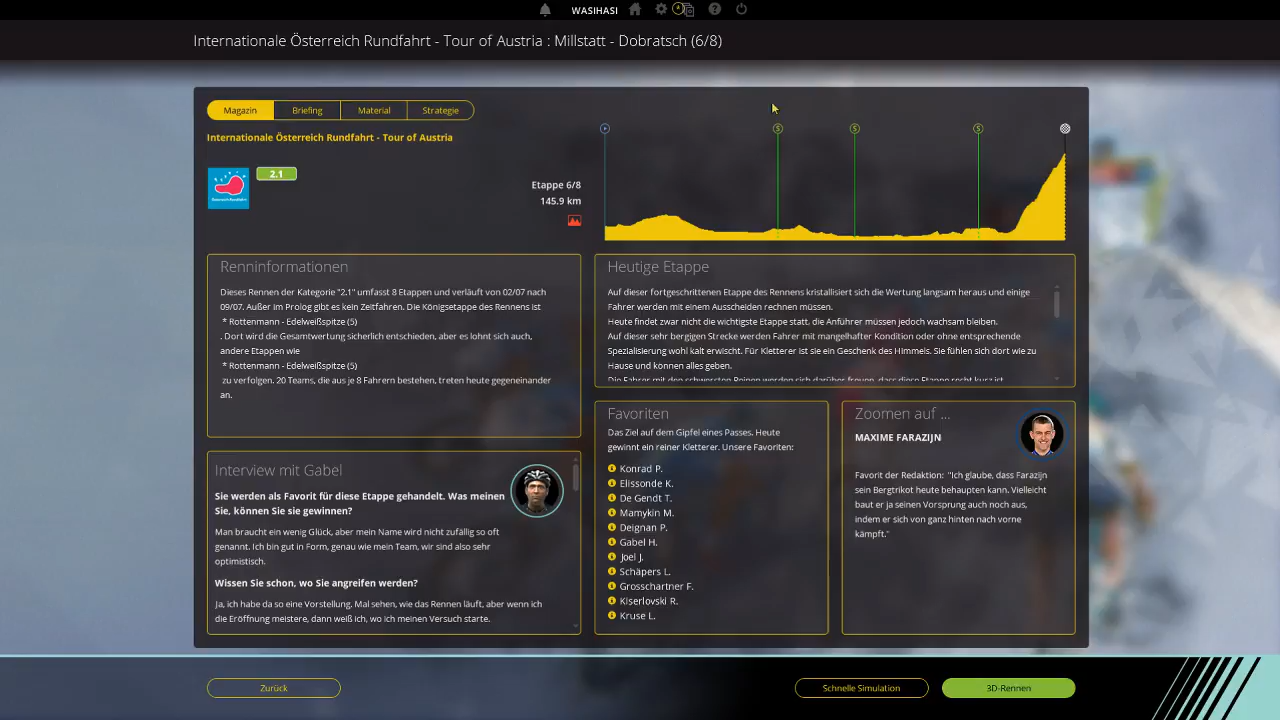 WASIHASI
Internationale Österreich Rundfahrt - Tour of Austria : Millstatt - Dobratsch (6/8)
Magazin
Briefing
Material
Strategie
Internationale Österreich Rundfahrt - Tour of Austria
2.1
Etappe 6/8
145.9 km
S
S
S
Renninformationen
Dieses Rennen der Kategorie "2.1" umfasst 8 Etappen und verläuft von 02/07 nach
09/07. Außer im Prolog gibt es kein Zeitfahren. Die Königsetappe des Rennens ist
* Rottenmann - Edelweißspitze (5)
. Dort wird die Gesamtwertung sicherlich entschieden, aber es lohnt sich auch,
andere Etappen wie
* Rottenmann - Edelweißspitze (5)
zu verfolgen. 20 Teams, die aus je 8 Fahrern bestehen, treten heute gegeneinander
an.
Heutige Etappe
Auf dieser fortgeschrittenen Etappe des Rennens kristallisiert sich die Wertung langsam heraus und einige
Fahrer werden mit einem Ausscheiden rechnen müssen.
Heute findet zwar nicht die wichtigste Etappe statt, die Anführer müssen jedoch wachsam bleiben.
Auf dieser sehr bergigen Strecke werden Fahrer mit mangelhafter Kondition oder ohne entsprechende
Spezialisierung wohl kalt erwischt. Für Kletterer ist sie ein Geschenk des Himmels. Sie fühlen sich dort wie zu
Hause und können alles geben.
Die Fahrer mit den schwersten Beinen werden sich darüber freuen, dass diese Etappe recht kurz ist.
Interview mit Gabel
Sie werden als Favorit für diese Etappe gehandelt. Was meinen
Sie, können Sie sie gewinnen?
Man braucht ein wenig Glück, aber mein Name wird nicht zufällig so oft
genannt. Ich bin gut in Form, genau wie mein Team, wir sind also sehr
optimistisch.
Wissen Sie schon, wo Sie angreifen werden?
Ja, ich habe da so eine Vorstellung. Mal sehen, wie das Rennen läuft, aber wenn ich
die Eröffnung meistere, dann weiß ich, wo ich meinen Versuch starte.
Favoriten
Das Ziel auf dem Gipfel eines Passes. Heute
gewinnt ein reiner Kletterer. Unsere Favoriten:
Konrad P.
Elissonde K.
De Gendt T.
Mamykin M.
Deignan P.
Gabel H.
Joel J.
Schäpers L.
Grosschartner F.
Kiserlovski R.
Kruse L.
Zoomen auf ...
MAXIME FARAZIJN
Favorit der Redaktion: "Ich glaube, dass Farazijn
sein Bergtrikot heute behaupten kann. Vielleicht
baut er ja seinen Vorsprung auch noch aus,
indem er sich von ganz hinten nach vorne
kämpft."
Zurück
Schnelle Simulation
3D-Rennen